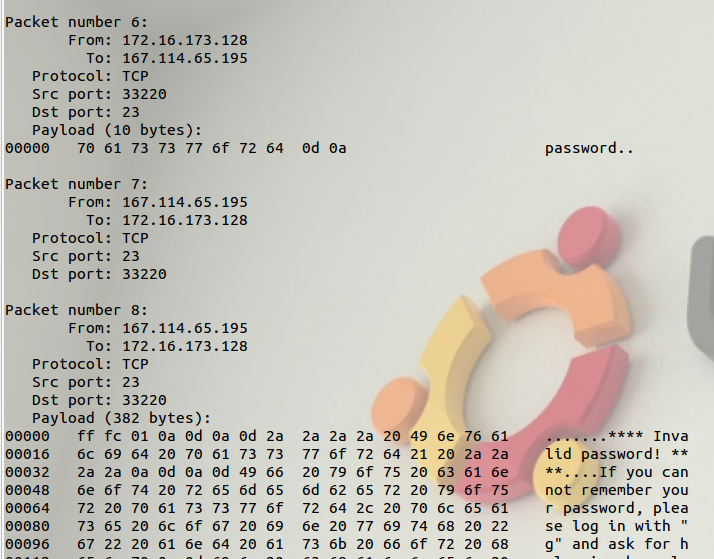 Packet number 6:
From: 172.16.173.128
To: 167.114.65.195
Protocol: TCP
Src port: 33220
Dst port: 23
Payload (10 bytes):
00000 70 61 73 73 77 6f 72 64 0d 0a password..
Packet number 7:
From: 167.114.65.195
To: 172.16.173.128
Protocol: TCP
Src port: 23
Dst port: 33220
Packet number 8:
From: 167.114.65.195
To: 172.16.173.128
Protocol: TCP
Src port: 23
Dst port: 33220
Payload (382 bytes):
00000 ff fc 01 0a 0d 0a 0d 2a 2a 2a 2a 20 49 6e 76 61 .......**** Inva
00016 6c 69 64 20 70 61 73 73 77 6f 72 64 21 20 2a 2a lid password! **
00032 2a 2a 0a 0d 0a 0d 49 66 20 79 6f 75 20 63 61 6e **....If you can
00048 6e 6f 74 20 72 65 6d 65 6d 62 65 72 20 79 6f 75 not remember you
00064 72 20 70 61 73 73 77 6f 72 64 2c 20 70 6c 65 61 r password, plea
00080 73 65 20 6c 6f 67 20 69 6e 20 77 69 74 68 20 22 se log in with "
00096 67 22 20 61 6e 64 20 61 73 6b 20 66 6f 72 20 68 g" and ask for h